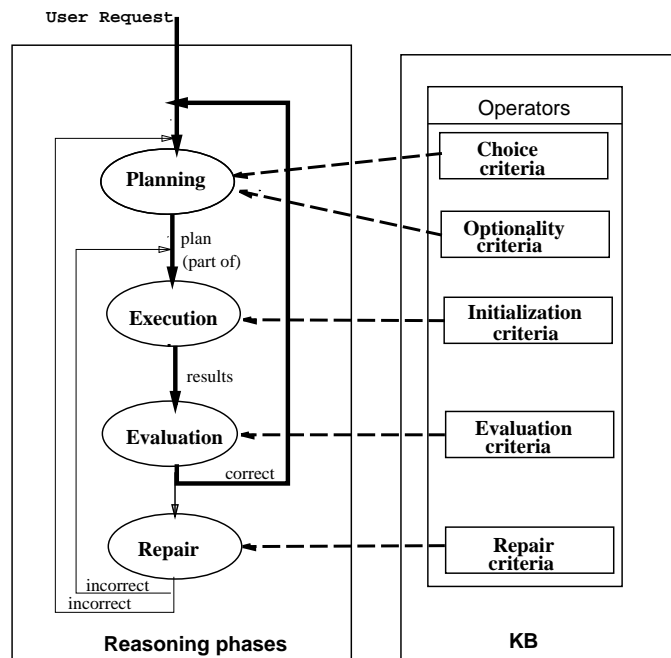 User Request
Operators
Choice
criteria
Planning
Optionality
criteria
plan
(part of)
Execution
Initialization
criteria
results
Evaluation
Evaluation
criteria
correct
Repair
Repair
criteria
incorrect
incorrect
Reasoning phases
KB